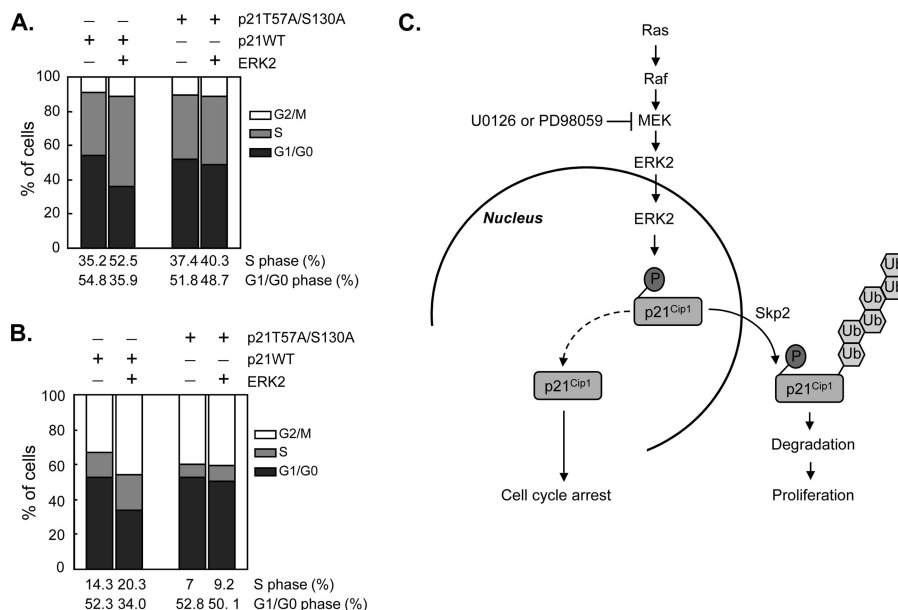 A.
– – + + p21T57A/S130A
+ + – – p21WT
– + – + ERK2
% of cells
100
80
60
40
20
0
G2/M
S
G1/G0
35.2 52.5 37.4 40.3 S phase (%)
54.8 35.9 51.8 48.7 G1/G0 phase (%)
B.
– – + + p21T57A/S130A
+ + – – p21WT
– + – + ERK2
% of cells
100
80
60
40
20
0
G2/M
S
G1/G0
14.3 20.3 7 9.2 S phase (%)
52.3 34.0 52.8 50. 1 G1/G0 phase (%)
C.
Ras
Raf
U0126 or PD98059 MEK
ERK2
Nucleus
ERK2
P
p21Cip1
Skp2
p21Cip1
Cell cycle arrest
P
p21Cip1
Ub
Ub
Ub
Ub
Ub
Ub
Degradation
Proliferation